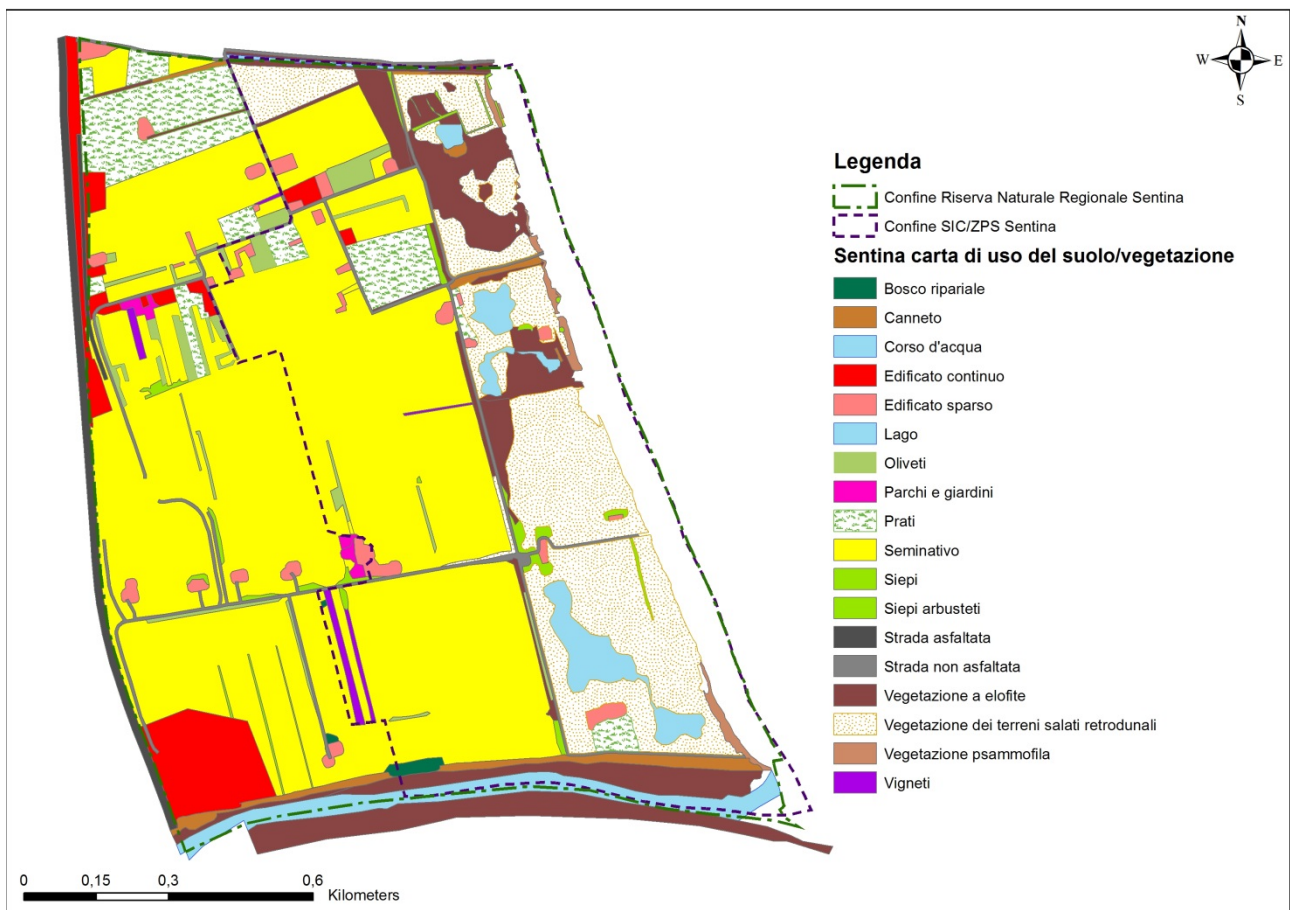 N
W E
S
Legenda
Confine Riserva Naturale Regionale Sentina
Confine SIC/ZPS Sentina
Sentina carta di uso del suolo/vegetazione
Bosco ripariale
Canneto
Corso d'acqua
Edificato continuo
Edificato sparso
Lago
Oliveti
Parchi e giardini
Prati
Seminativo
Siepi
Siepi arbusteti
Strada asfaltata
Strada non asfaltata
Vegetazione a elofite
Vegetazione dei terreni salati retrodunali
Vegetazione psammofila
Vigneti
0 0,15 0,3 0,6
Kilometers